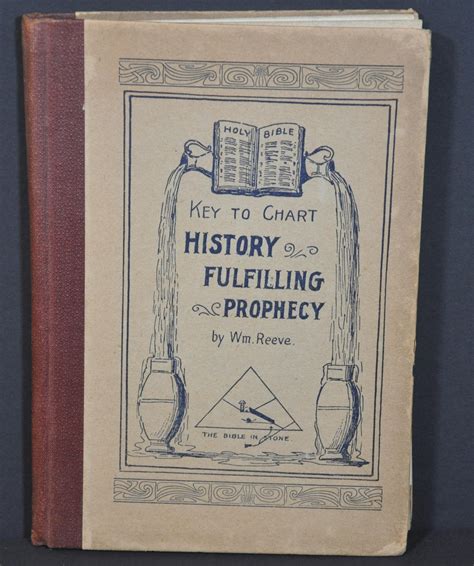 HOLY BIBLE
KEY TO CHART
HISTORY
FULFILLING
PROPHECY
by Wm. Reeve.
THE BIBLE IN STONE